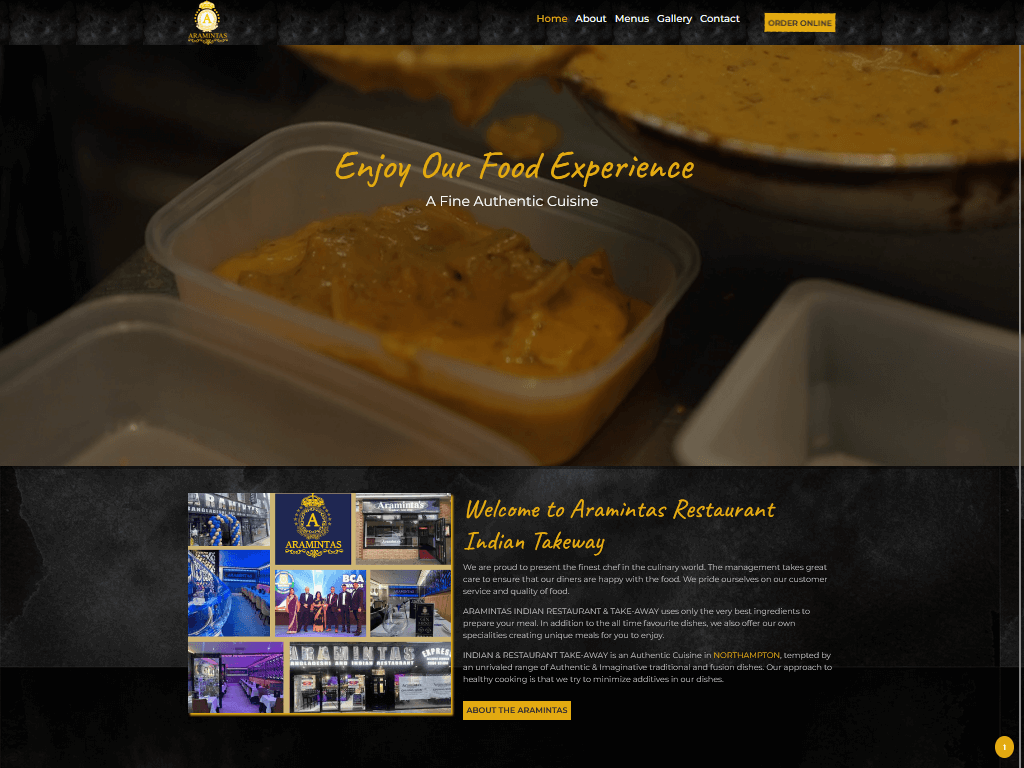 ARAMINTAS
Home About Menus Gallery Contact
ORDER ONLINE
Enjoy Our Food Experience
A Fine Authentic Cuisine
Welcome to Aramintas Restaurant
Indian Takeway
We are proud to present the finest chef in the culinary world. The management takes great
care to ensure that our diners are happy with the food. We pride ourselves on our customer
service and quality of food.
ARAMINTAS INDIAN RESTAURANT & TAKE-AWAY uses only the very best ingredients to
prepare your meal. In addition to the all time favourite dishes, we also offer our own
specialities creating unique meals for you to enjoy.
INDIAN & RESTAURANT TAKE-AWAY is an Authentic Cuisine in NORTHAMPTON, tempted by
an unrivaled range of Authentic & Imaginative traditional and fusion dishes. Our approach to
healthy cooking is that we try to minimize additives in our dishes.
ABOUT THE ARAMINTAS
A
ARAMINTAS
Araminta's
BCA
ARAMINTAS
BANGLADESHI AND INDIAN RESTAURANT
EXPRESS